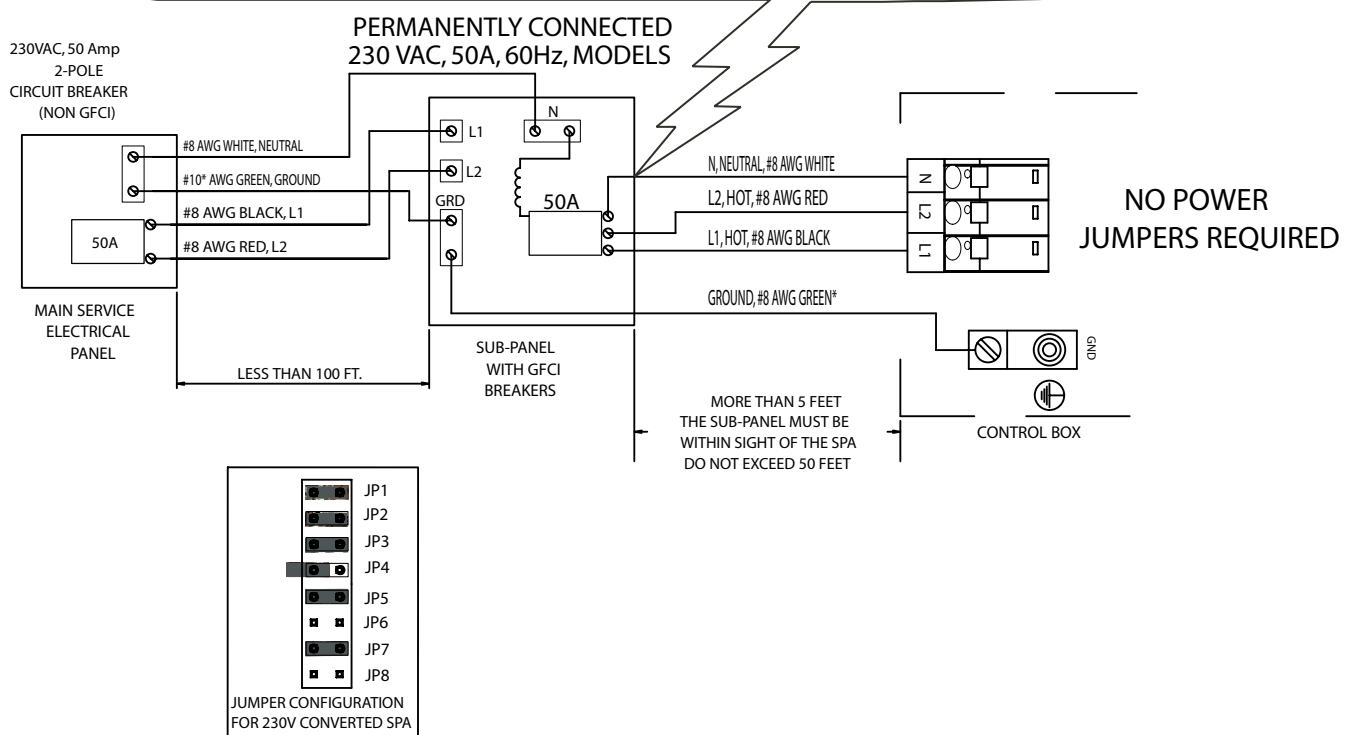 PERMANENTLY CONNECTED
230 VAC, 50A, 60Hz, MODELS
230VAC, 50 Amp
2-POLE
CIRCUIT BREAKER
(NON GFCI)
#8 AWG WHITE, NEUTRAL
#10* AWG GREEN, GROUND
#8 AWG BLACK, L1
#8 AWG RED, L2
50A
MAIN SERVICE
ELECTRICAL
PANEL
LESS THAN 100 FT.
L1
N
L2
GRD
50A
SUB-PANEL
WITH GFCI
BREAKERS
N, NEUTRAL, #8 AWG WHITE
L2, HOT, #8 AWG RED
L1, HOT, #8 AWG BLACK
GROUND, #8 AWG GREEN*
MORE THAN 5 FEET
THE SUB-PANEL MUST BE
WITHIN SIGHT OF THE SPA
DO NOT EXCEED 50 FEET
N
L2
L1
NO POWER
JUMPERS REQUIRED
GND
CONTROL BOX
JP1
JP2
JP3
JP4
JP5
JP6
JP7
JP8
JUMPER CONFIGURATION
FOR 230V CONVERTED SPA